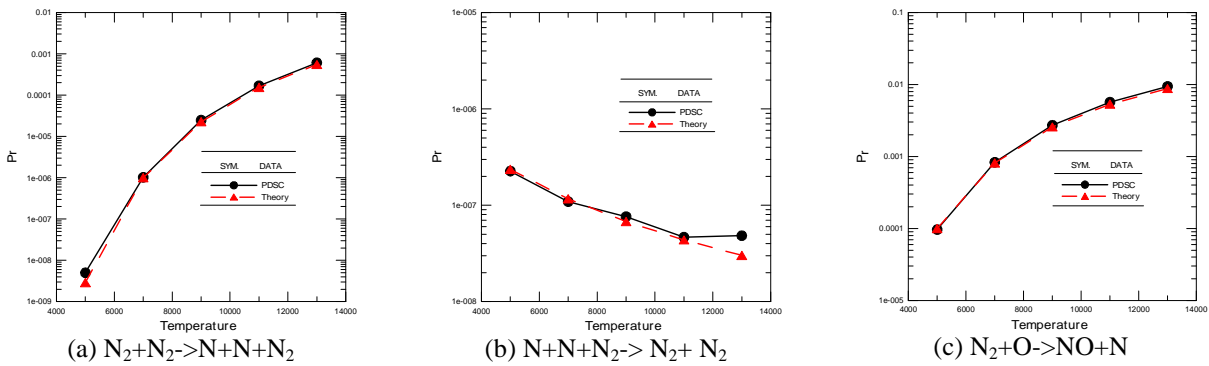 0.01
0.001
0.0001
1e-005
1e-006
1e-007
1e-008
1e-009
Pr
SYM. DATA
PDSC
Theory
4000 6000 8000 10000 12000 14000
Temperature
(a) N₂+N₂->N+N+N₂
1e-005
1e-006
1e-007
1e-008
Pr
SYM. DATA
PDSC
Theory
4000 6000 8000 10000 12000 14000
Temperature
(b) N+N+N₂-> N₂+ N₂
0.1
0.01
0.001
0.0001
1e-005
Pr
SYM. DATA
PDSC
Theory
4000 6000 8000 10000 12000 14000
Temperature
(c) N₂+O->NO+N